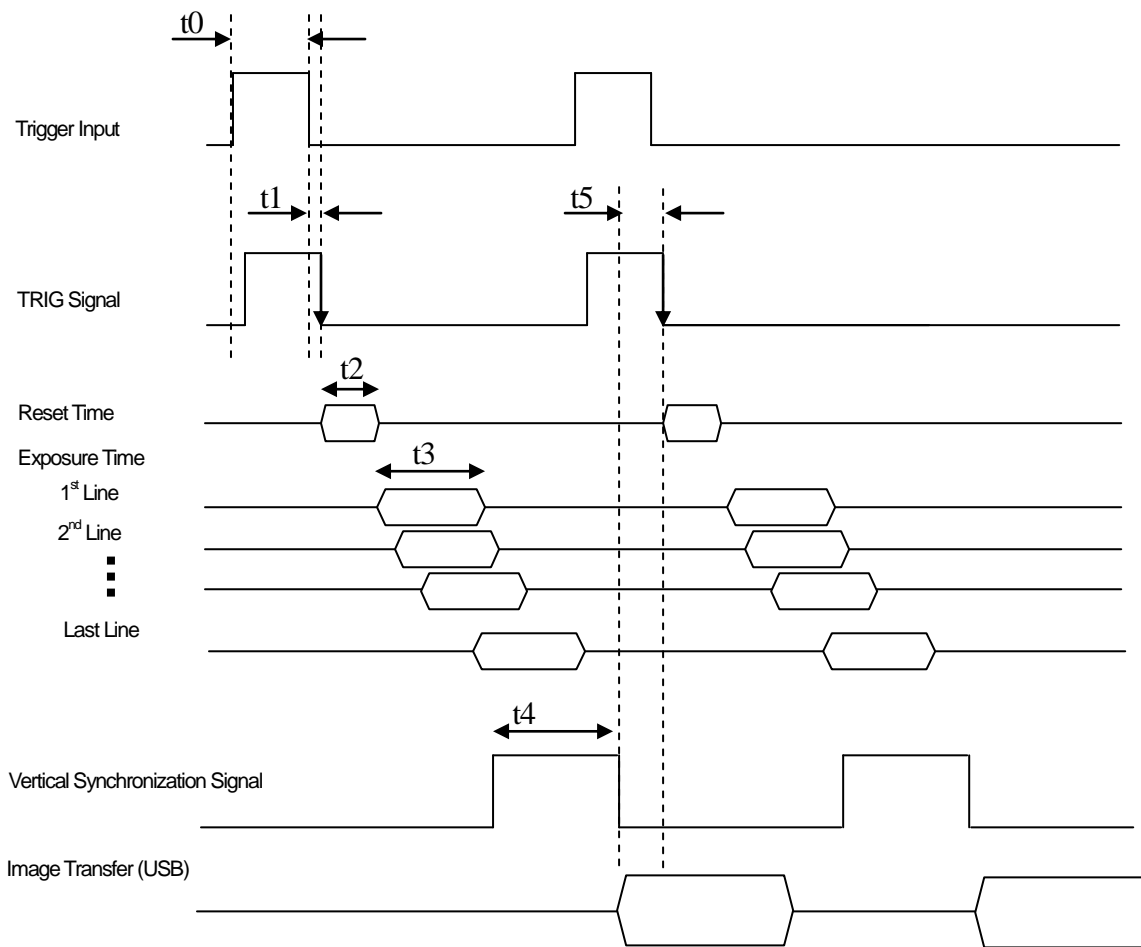 t0
Trigger Input
t1
t5
TRIG Signal
t2
Reset Time
Exposure Time
t3
1st Line
2nd Line
Last Line
t4
Vertical Synchronization Signal
Image Transfer (USB)